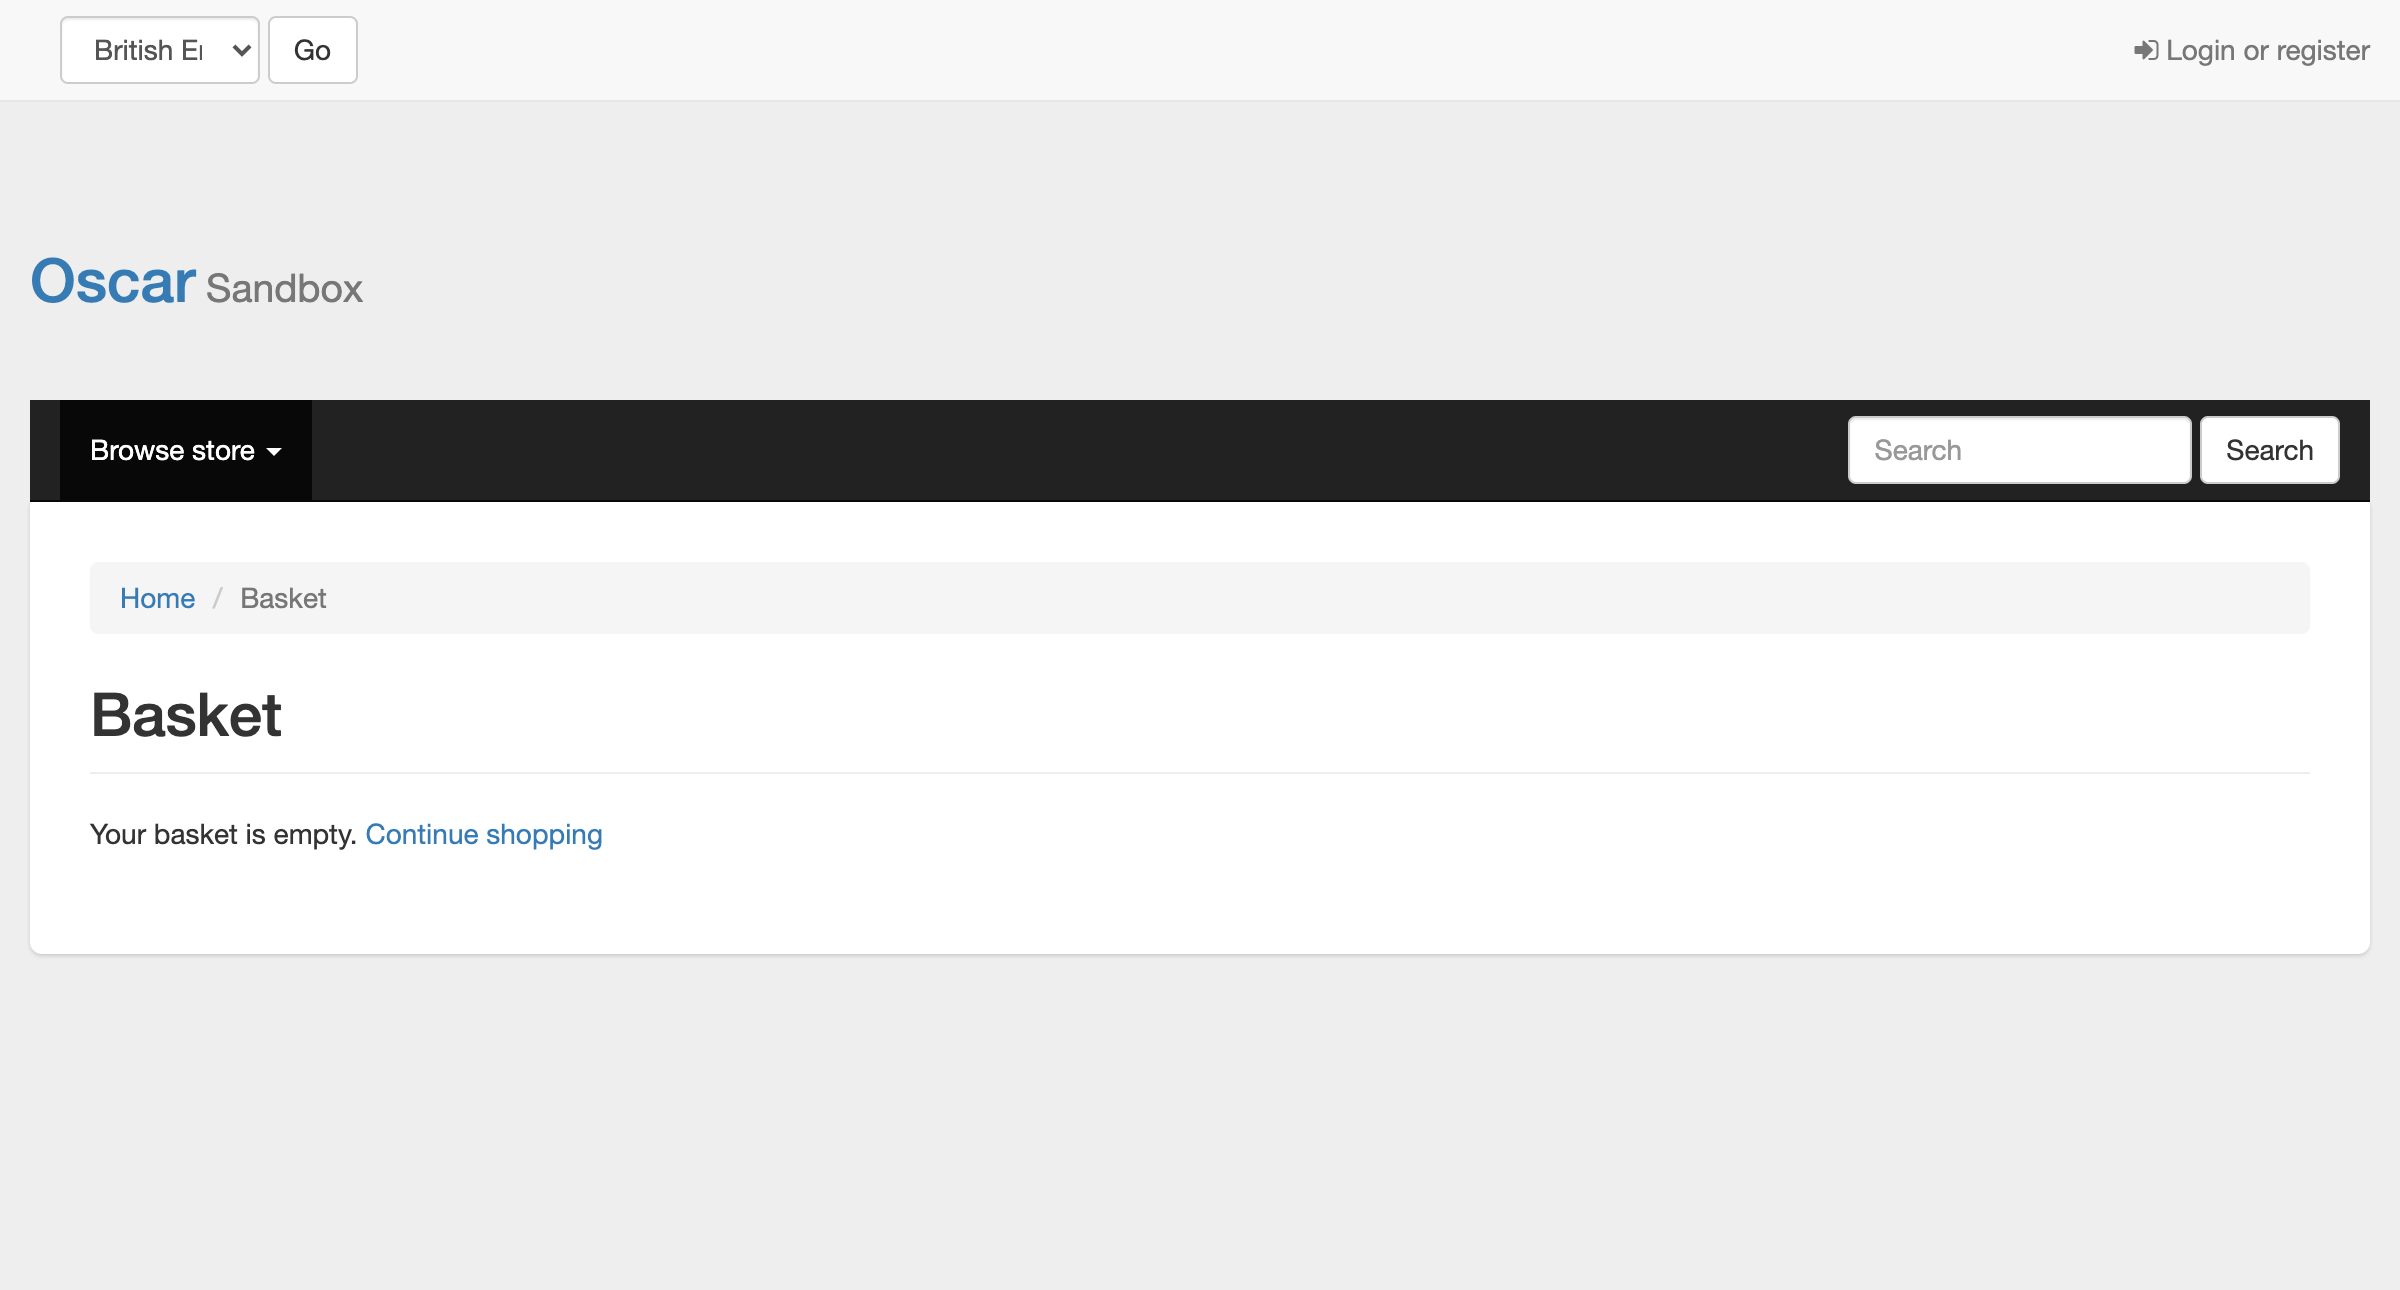 British Er Go Login or register
Oscar Sandbox
Browse store Search Search
Home / Basket
Basket
Your basket is empty. Continue shopping